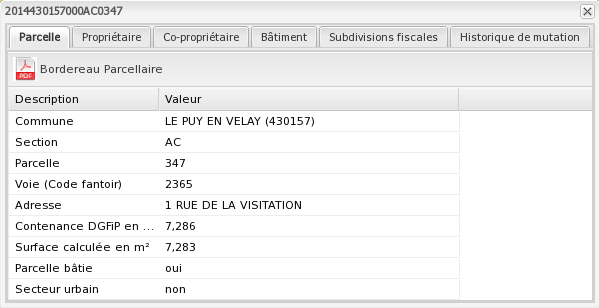 2014430157000AC0347
Parcelle Propriétaire Co-propriétaire Bâtiment Subdivisions fiscales Historique de mutation
PDF Bordereau Parcellaire
Description Valeur
Commune LE PUY EN VELAY (430157)
Section AC
Parcelle 347
Voie (Code fantoir) 2365
Adresse 1 RUE DE LA VISITATION
Contenance DGFiP en ... 7,286
Surface calculée en m² 7,283
Parcelle bâtie oui
Secteur urbain non